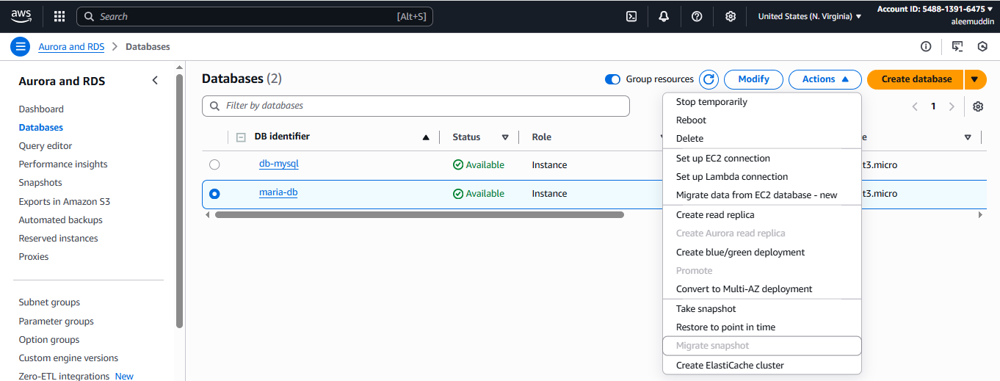 aws
Search [Alt+S]
United States (N. Virginia)
Account ID: 5488-1391-6475
aleemuddin
Aurora and RDS > Databases
Aurora and RDS
Dashboard
Databases
Query editor
Performance insights
Snapshots
Exports in Amazon S3
Automated backups
Reserved instances
Proxies
Subnet groups
Parameter groups
Option groups
Custom engine versions
Zero-ETL integrations New
Databases (2)
Group resources
Modify
Actions
Create database
Filter by databases
1
DB identifier Status Role e
db-mysql Available Instance t3.micro
maria-db Available Instance t3.micro
Stop temporarily
Reboot
Delete
Set up EC2 connection
Set up Lambda connection
Migrate data from EC2 database - new
Create read replica
Create Aurora read replica
Create blue/green deployment
Promote
Convert to Multi-AZ deployment
Take snapshot
Restore to point in time
Migrate snapshot
Create ElastiCache cluster